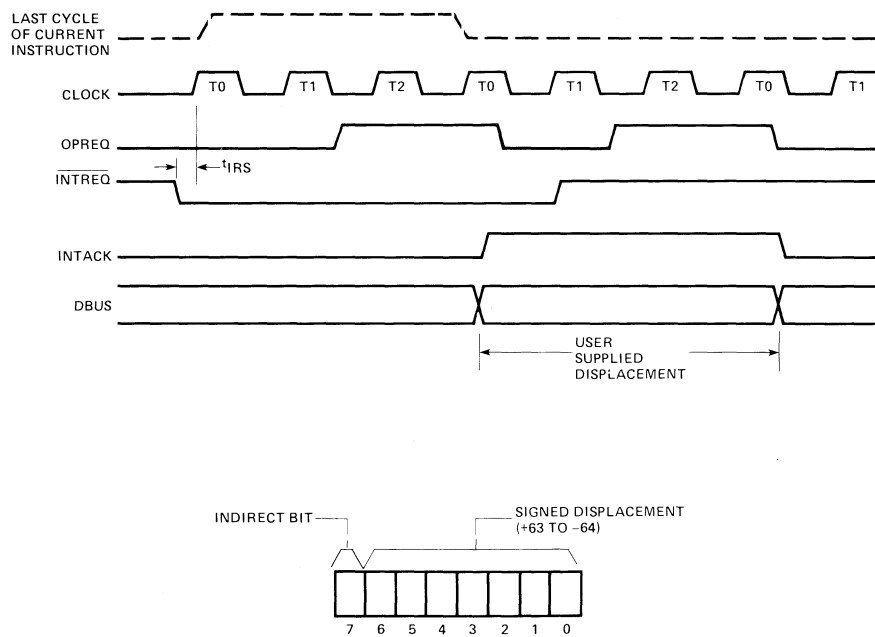 LAST CYCLE
OF CURRENT
INSTRUCTION
CLOCK T0 T1 T2 T0 T1 T2 T0 T1
OPREQ
tIRS
INTREQ
INTACK
DBUS
USER
SUPPLIED
DISPLACEMENT
INDIRECT BIT
SIGNED DISPLACEMENT
(+63 TO −64)
7 6 5 4 3 2 1 0